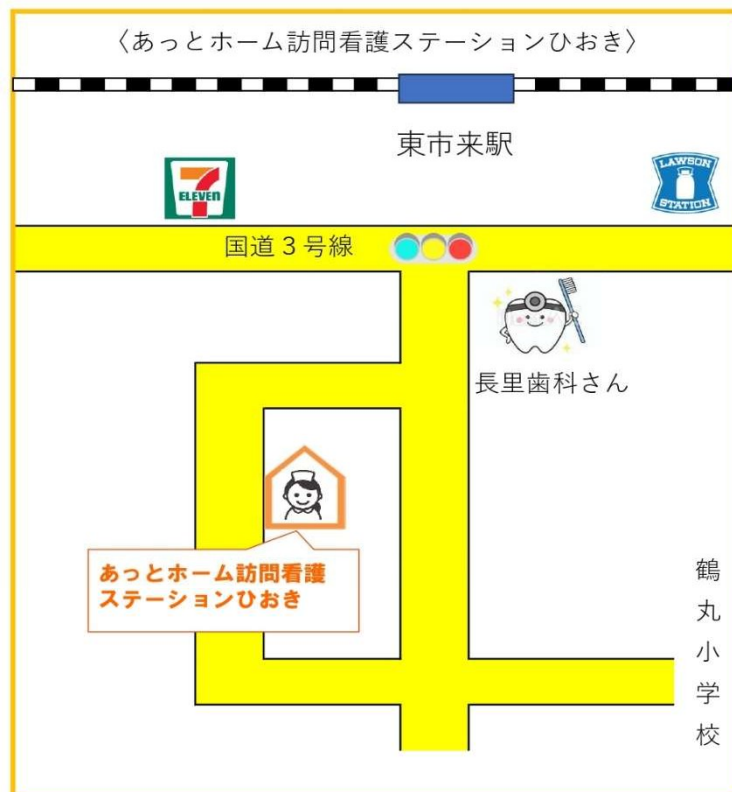 〈あっとホーム訪問看護ステーションひおき〉
東市来駅
7
ELEVEN
LAWSON
STATION
国道３号線
長里歯科さん
あっとホーム訪問看護
ステーションひおき
鶴丸小学校